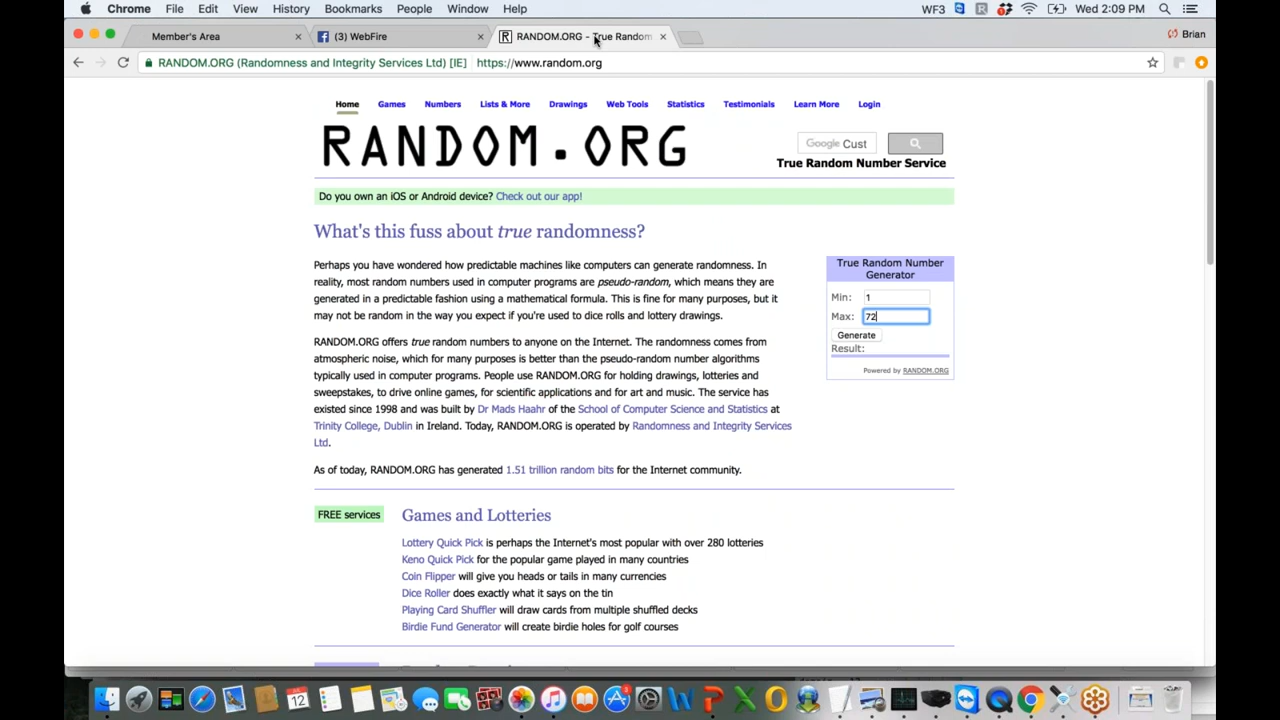 Chrome File Edit View History Bookmarks People Window Help WF3 Wed 2:09 PM
Member's Area (3) WebFire RANDOM.ORG - True Random Brian
RANDOM.ORG (Randomness and Integrity Services Ltd) [IE] https://www.random.org
Home Games Numbers Lists & More Drawings Web Tools Statistics Testimonials Learn More Login
RANDOM.ORG
Google Cust
True Random Number Service
Do you own an iOS or Android device? Check out our app!
What's this fuss about true randomness?
Perhaps you have wondered how predictable machines like computers can generate randomness. In
reality, most random numbers used in computer programs are pseudo-random, which means they are
generated in a predictable fashion using a mathematical formula. This is fine for many purposes, but it
may not be random in the way you expect if you're used to dice rolls and lottery drawings.
RANDOM.ORG offers true random numbers to anyone on the Internet. The randomness comes from
atmospheric noise, which for many purposes is better than the pseudo-random number algorithms
typically used in computer programs. People use RANDOM.ORG for holding drawings, lotteries and
sweepstakes, to drive online games, for scientific applications and for art and music. The service has
existed since 1998 and was built by Dr Mads Haahr of the School of Computer Science and Statistics at
Trinity College, Dublin in Ireland. Today, RANDOM.ORG is operated by Randomness and Integrity Services
Ltd.
As of today, RANDOM.ORG has generated 1.51 trillion random bits for the Internet community.
True Random Number
Generator
Min: 1
Max: 72
Generate
Result:
Powered by RANDOM.ORG
FREE services
Games and Lotteries
Lottery Quick Pick is perhaps the Internet's most popular with over 280 lotteries
Keno Quick Pick for the popular game played in many countries
Coin Flipper will give you heads or tails in many currencies
Dice Roller does exactly what it says on the tin
Playing Card Shuffler will draw cards from multiple shuffled decks
Birdie Fund Generator will create birdie holes for golf courses
12